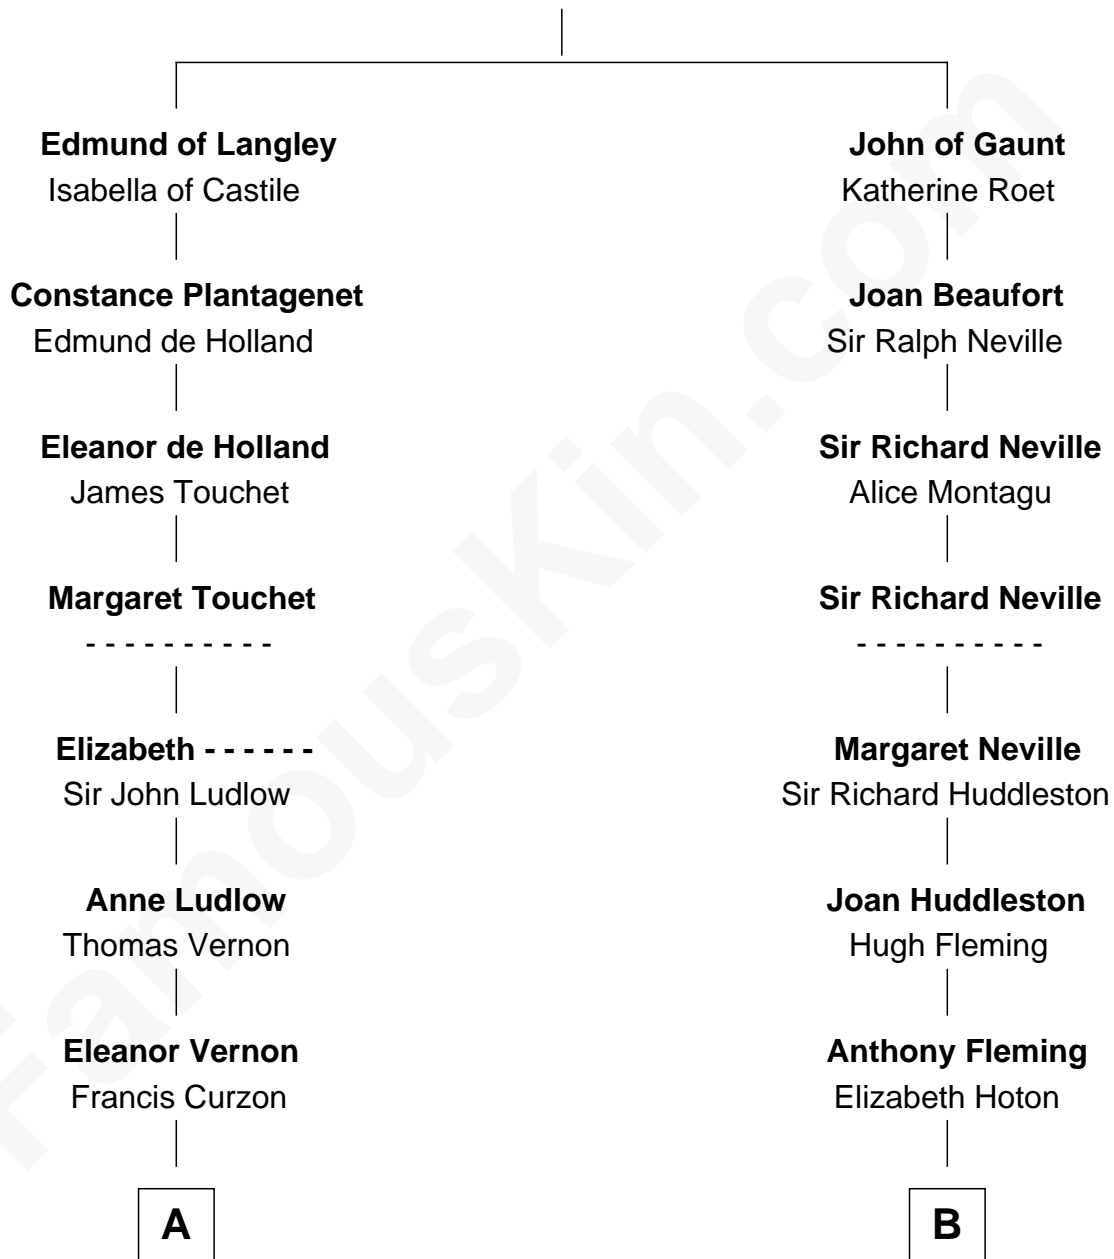 Edmund of Langley
Isabella of Castile
Constance Plantagenet
Edmund de Holland
Eleanor de Holland
James Touchet
Margaret Touchet
- - - - - - - - - -
Elizabeth - - - - - -
Sir John Ludlow
Anne Ludlow
Thomas Vernon
Eleanor Vernon
Francis Curzon
A
John of Gaunt
Katherine Roet
Joan Beaufort
Sir Ralph Neville
Sir Richard Neville
Alice Montagu
Sir Richard Neville
- - - - - - - - - -
Margaret Neville
Sir Richard Huddleston
Joan Huddleston
Hugh Fleming
Anthony Fleming
Elizabeth Hoton
B
FamousKin.com